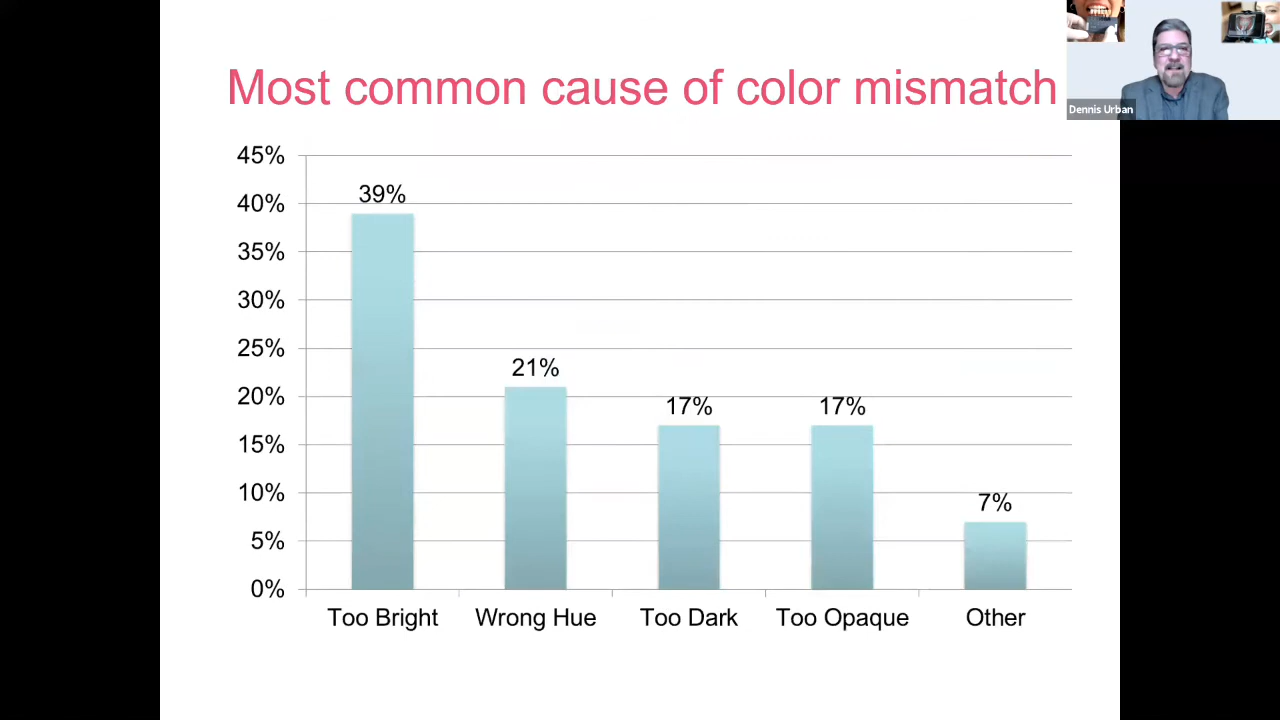 Most common cause of color mismatch
Dennis Urban
45%
40%
35%
30%
25%
20%
15%
10%
5%
0%
39%
21%
17%
17%
7%
Too Bright
Wrong Hue
Too Dark
Too Opaque
Other